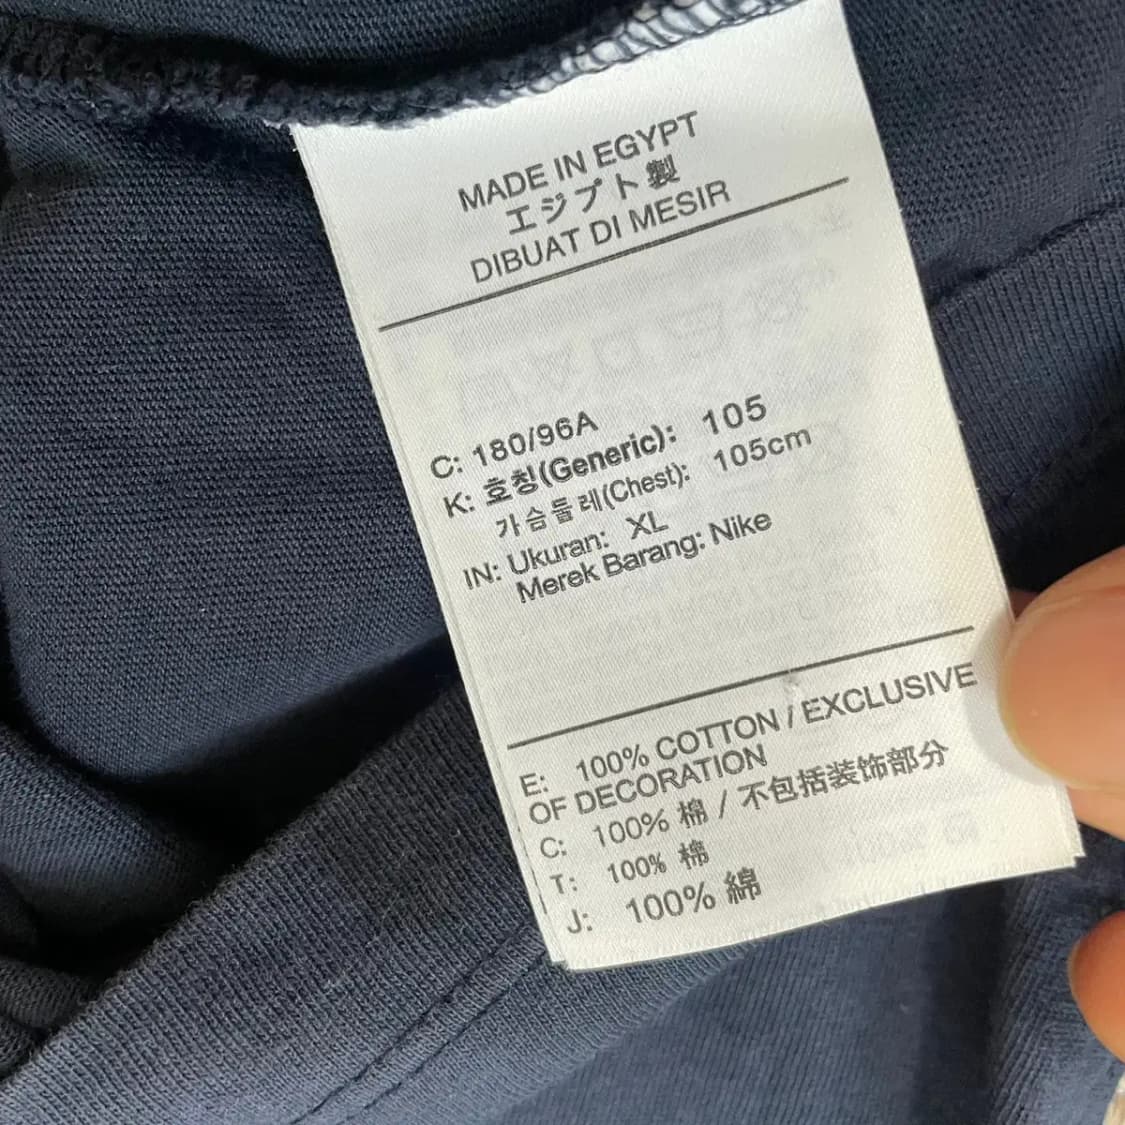 MADE IN EGYPT
エジプト製
DIBUAT DI MESIR
C: 180/96A
K: 호칭(Generic): 105
가슴둘레(Chest): 105cm
IN: Ukuran: XL
Merek Barang: Nike
E: 100% COTTON / EXCLUSIVE
OF DECORATION
C: 100% 棉 / 不包括装饰部分
T: 100% 棉
J: 100% 綿